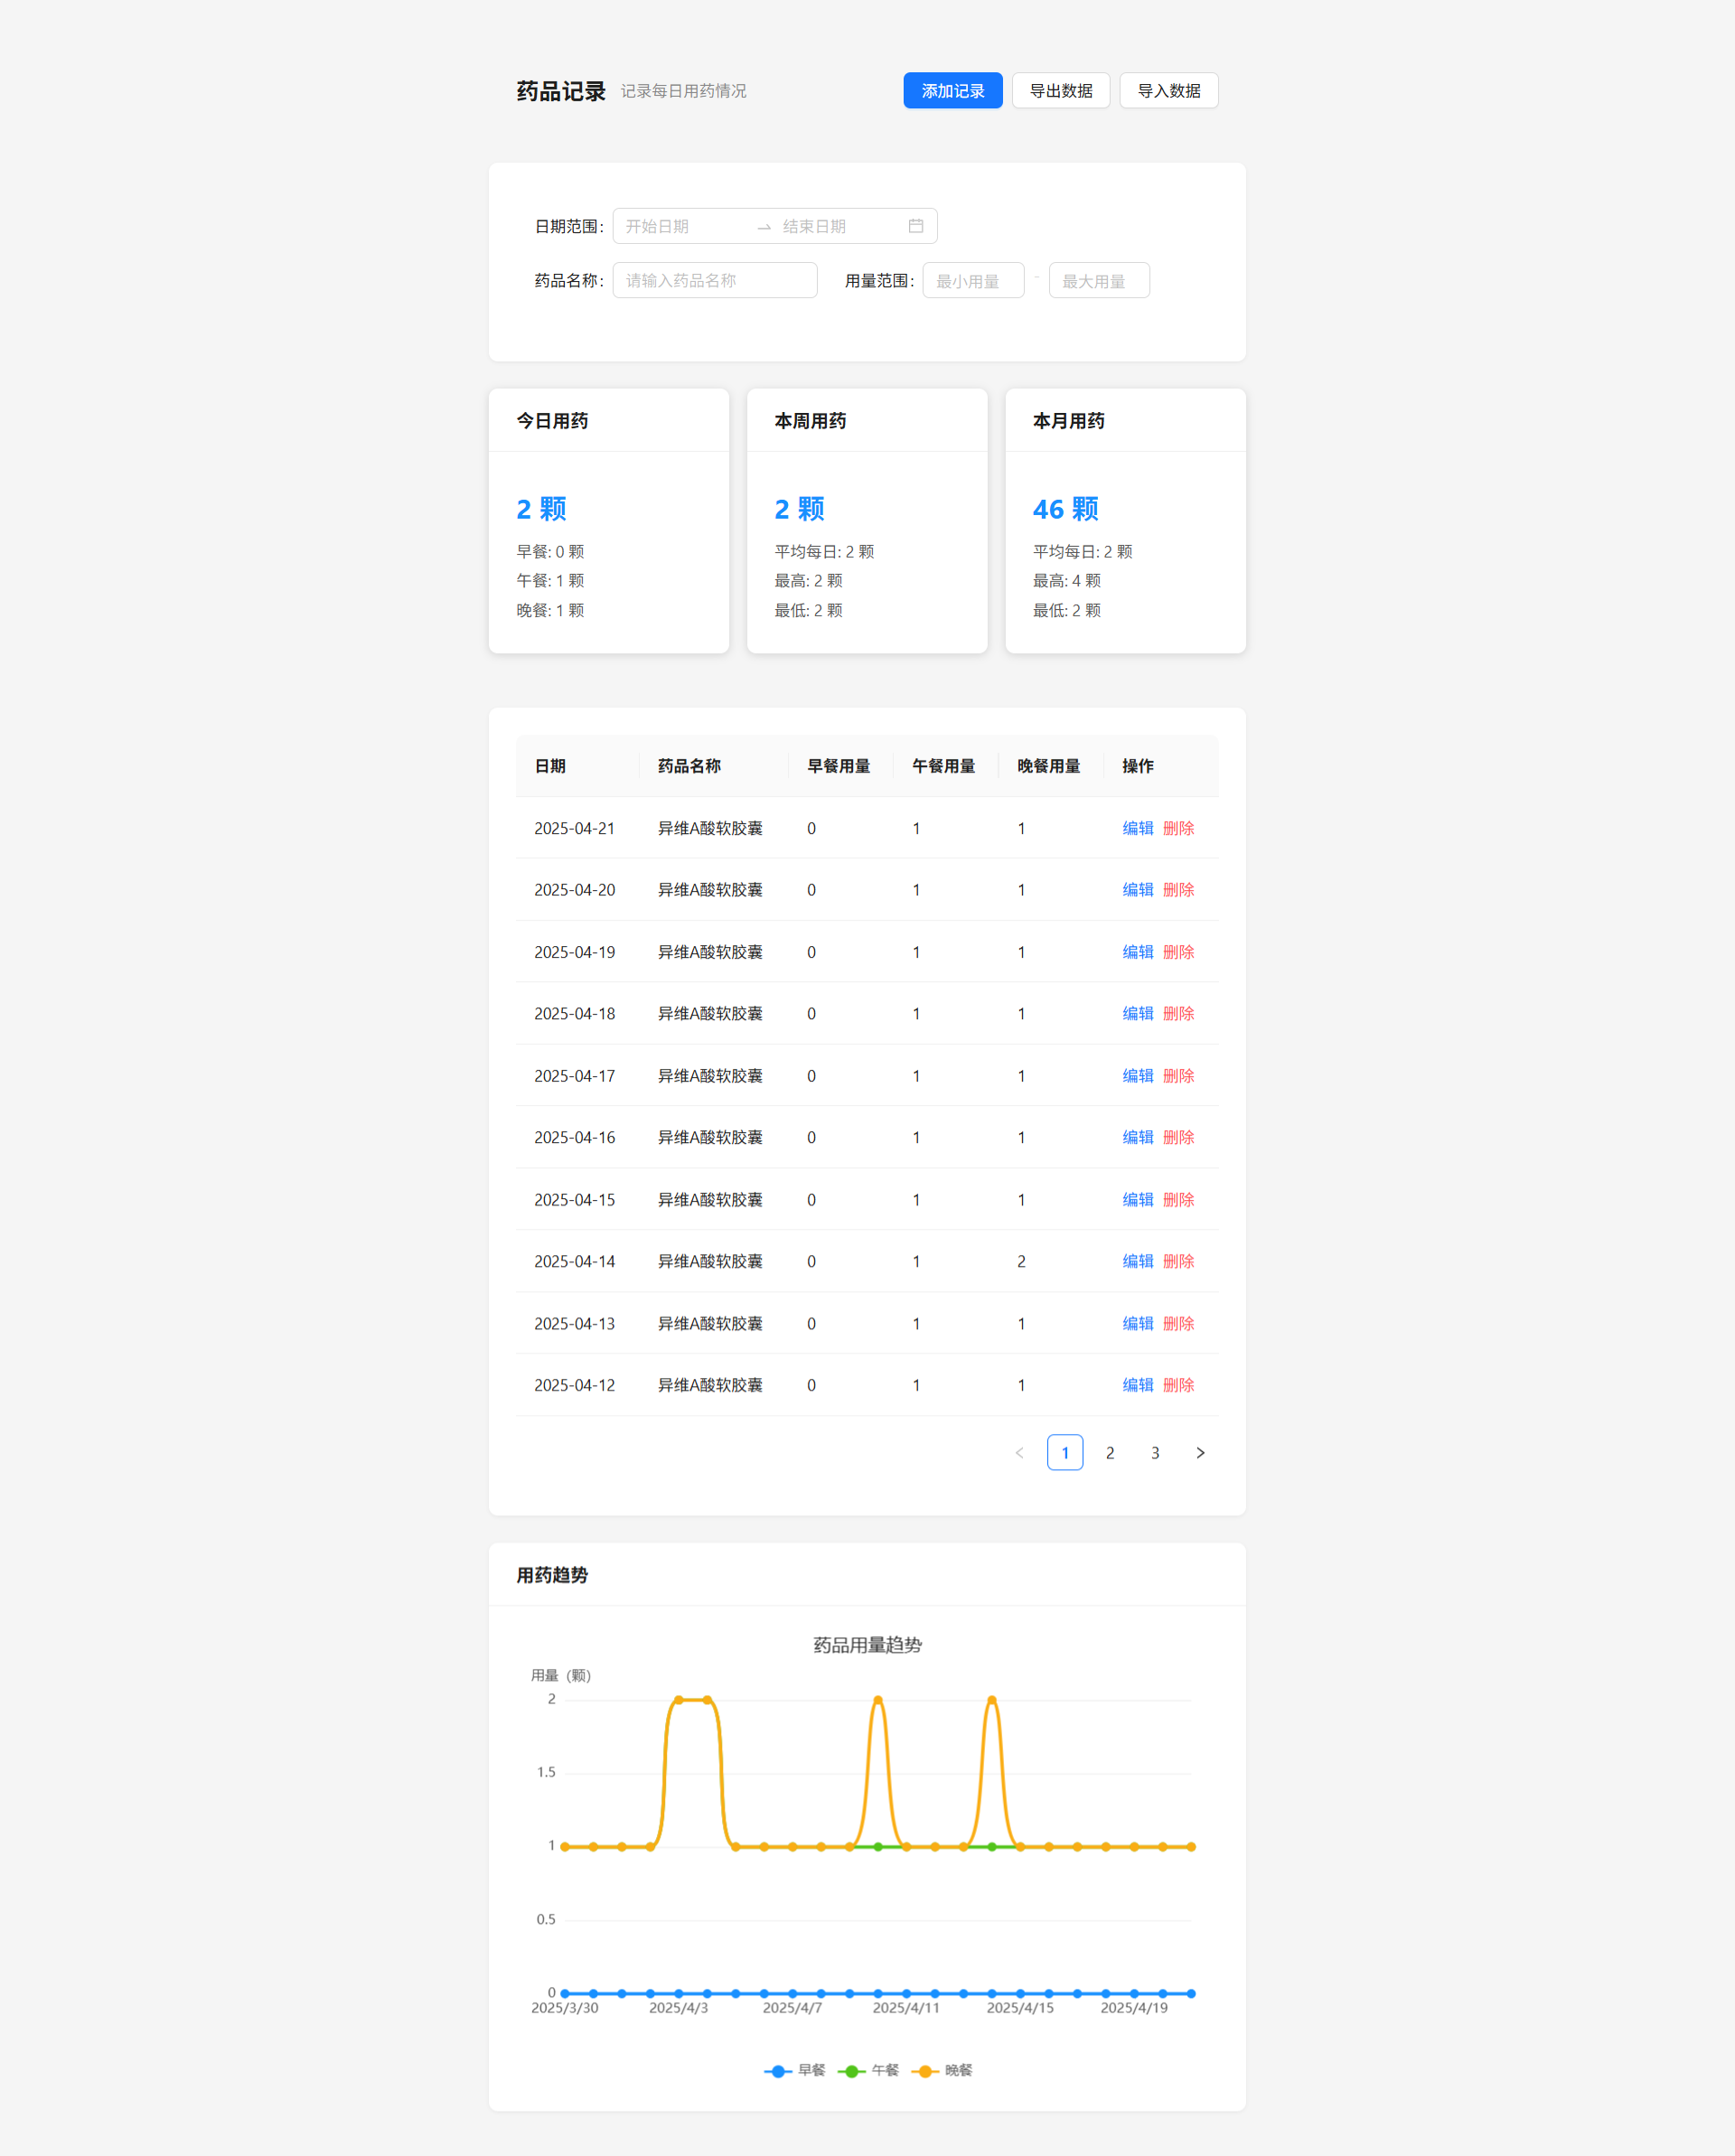 药品记录 记录每日用药情况 添加记录 导出数据 导入数据
日期范围: 开始日期 → 结束日期
药品名称: 请输入药品名称 用量范围: 最小用量 - 最大用量
今日用药
2 颗
早餐: 0 颗
午餐: 1 颗
晚餐: 1 颗
本周用药
2 颗
平均每日: 2 颗
最高: 2 颗
最低: 2 颗
本月用药
46 颗
平均每日: 2 颗
最高: 4 颗
最低: 2 颗
日期 药品名称 早餐用量 午餐用量 晚餐用量 操作
2025-04-21 异维A酸软胶囊 0 1 1 编辑 删除
2025-04-20 异维A酸软胶囊 0 1 1 编辑 删除
2025-04-19 异维A酸软胶囊 0 1 1 编辑 删除
2025-04-18 异维A酸软胶囊 0 1 1 编辑 删除
2025-04-17 异维A酸软胶囊 0 1 1 编辑 删除
2025-04-16 异维A酸软胶囊 0 1 1 编辑 删除
2025-04-15 异维A酸软胶囊 0 1 1 编辑 删除
2025-04-14 异维A酸软胶囊 0 1 2 编辑 删除
2025-04-13 异维A酸软胶囊 0 1 1 编辑 删除
2025-04-12 异维A酸软胶囊 0 1 1 编辑 删除
< 1 2 3 >
用药趋势
药品用量趋势
用量（颗）
2
1.5
1
0.5
0
2025/3/30 2025/4/3 2025/4/7 2025/4/11 2025/4/15 2025/4/19
早餐 午餐 晚餐